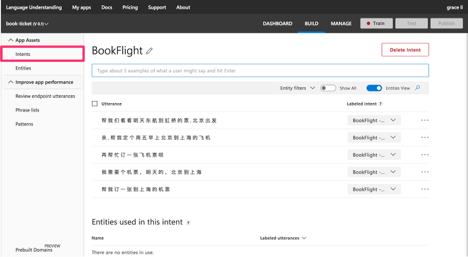 Language Understanding My apps Docs Pricing Support About grace li
book-ticket (V 0.1) DASHBOARD BUILD MANAGE Train Test Publish
App Assets
Intents
Entities
Improve app performance
Review endpoint utterances
Phrase lists
Patterns
PREVIEW
Prebuilt Domains
BookFlight
Delete Intent
Type about 5 examples of what a user might say and hit Enter
Entity filters Show All Entities View
Utterance Labeled intent ?
帮我们看看明天东航到虹桥的票,北京出发 BookFlight -...
亲,帮我定个周五早上北京到上海的飞机 BookFlight -...
再帮忙订一张飞机票呗 BookFlight -...
我需要个机票,明天的,北京到上海 BookFlight -...
帮我订一张到上海的机票 BookFlight -...
Entities used in this intent ?
Name Labeled utterances
There are no entities in use.